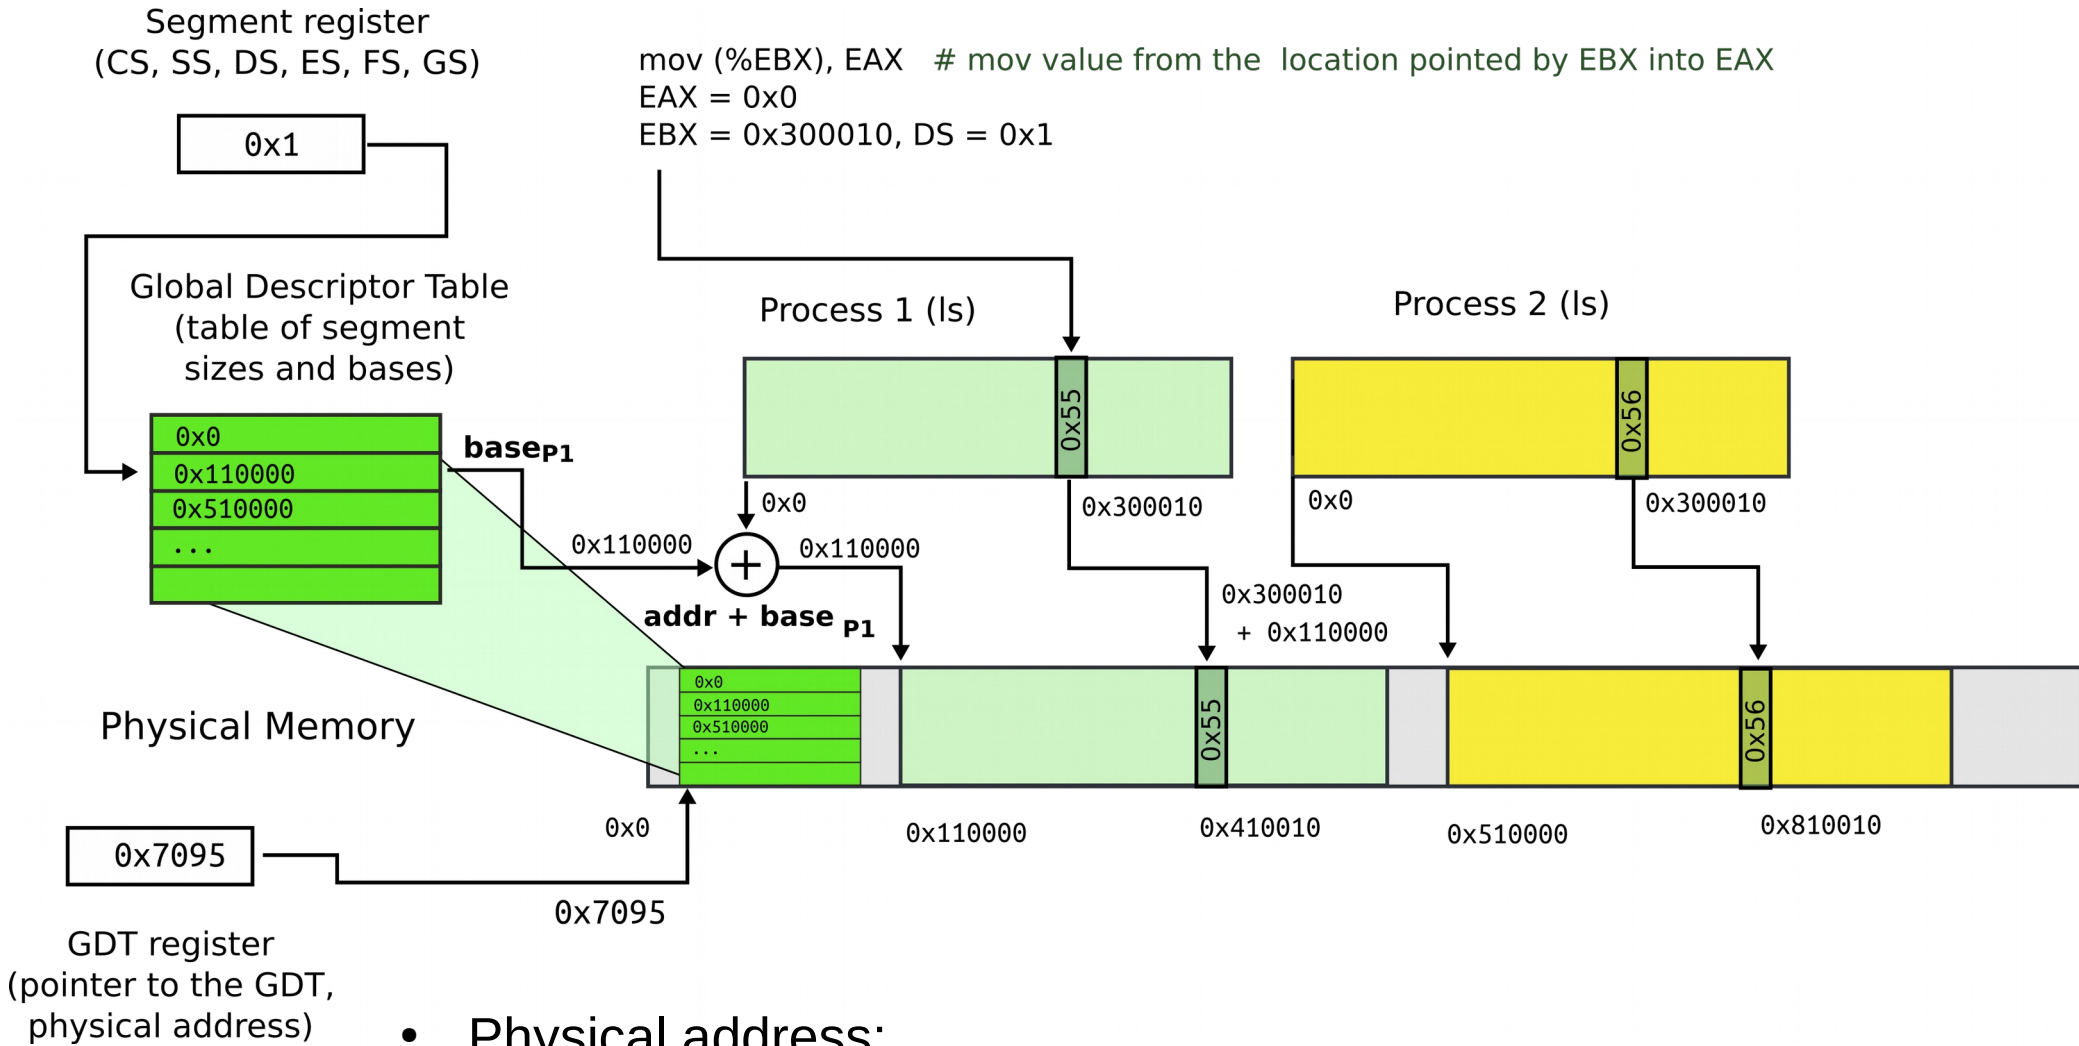 Segment register
(CS, SS, DS, ES, FS, GS)
0x1
mov (%EBX), EAX   # mov value from the  location pointed by EBX into EAX
EAX = 0x0
EBX = 0x300010, DS = 0x1
Global Descriptor Table
(table of segment
sizes and bases)
0x0
0x110000
0x510000
...
baseP1
Process 1 (ls)
0x55
Process 2 (ls)
0x56
0x0
0x300010
0x0
0x300010
0x110000
+
0x110000
addr + base P1
0x300010
+ 0x110000
Physical Memory
0x0
0x110000
0x510000
...
0x55
0x56
0x0
0x110000
0x410010
0x510000
0x810010
0x7095
0x7095
GDT register
(pointer to the GDT,
physical address)
• Physical address: